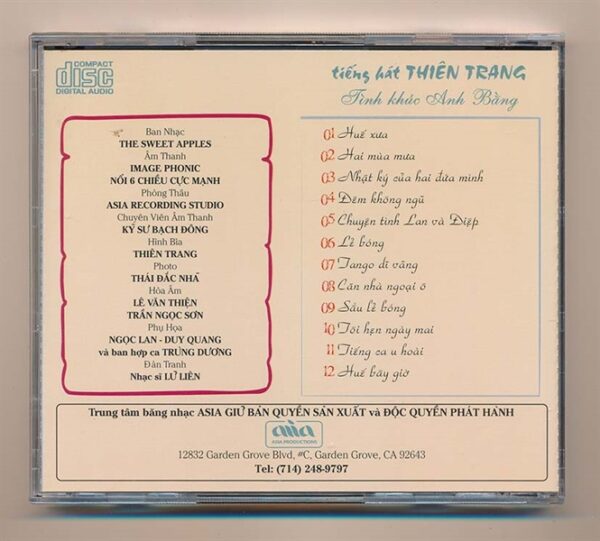 COMPACT
disc
DIGITAL AUDIO
tiếng hát THIÊN TRANG
Tình khúc Anh Bằng
Ban Nhạc
THE SWEET APPLES
Âm Thanh
IMAGE PHONIC
NỔI 6 CHIỀU CỰC MẠNH
Phòng Thâu
ASIA RECORDING STUDIO
Chuyên Viên Âm Thanh
KỸ SƯ BẠCH ĐÔNG
Hình Bìa
THIÊN TRANG
Photo
THÁI ĐẮC NHÃ
Hòa Âm
LÊ VĂN THIỆN
TRẦN NGỌC SƠN
Phụ Họa
NGỌC LAN - DUY QUANG
và ban hợp ca TRÙNG DƯƠNG
Đàn Tranh
Nhạc sĩ LỮ LIÊN
01 Huế xưa
02 Hai mùa mưa
03 Nhật ký của hai đứa mình
04 Đêm không ngủ
05 Chuyện tình Lan và Điệp
06 Lẻ bóng
07 Tango dĩ vãng
08 Căn nhà ngoại ô
09 Sầu lẻ bóng
10 Tôi hẹn ngày mai
11 Tiếng ca u hoài
12 Huế bây giờ
Trung tâm băng nhạc ASIA GIỮ BẢN QUYỀN SẢN XUẤT và ĐỘC QUYỀN PHÁT HÀNH
asia
ASIA PRODUCTIONS
12832 Garden Grove Blvd, #C, Garden Grove, CA 92643
Tel: (714) 248-9797